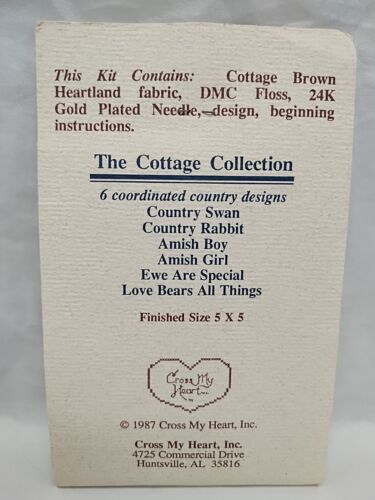 This Kit Contains: Cottage Brown
Heartland fabric, DMC Floss, 24K
Gold Plated Needle, design, beginning
instructions.
The Cottage Collection
6 coordinated country designs
Country Swan
Country Rabbit
Amish Boy
Amish Girl
Ewe Are Special
Love Bears All Things
Finished Size 5 X 5
Cross My
Heart...
© 1987 Cross My Heart, Inc.
Cross My Heart, Inc.
4725 Commercial Drive
Huntsville, AL 35816